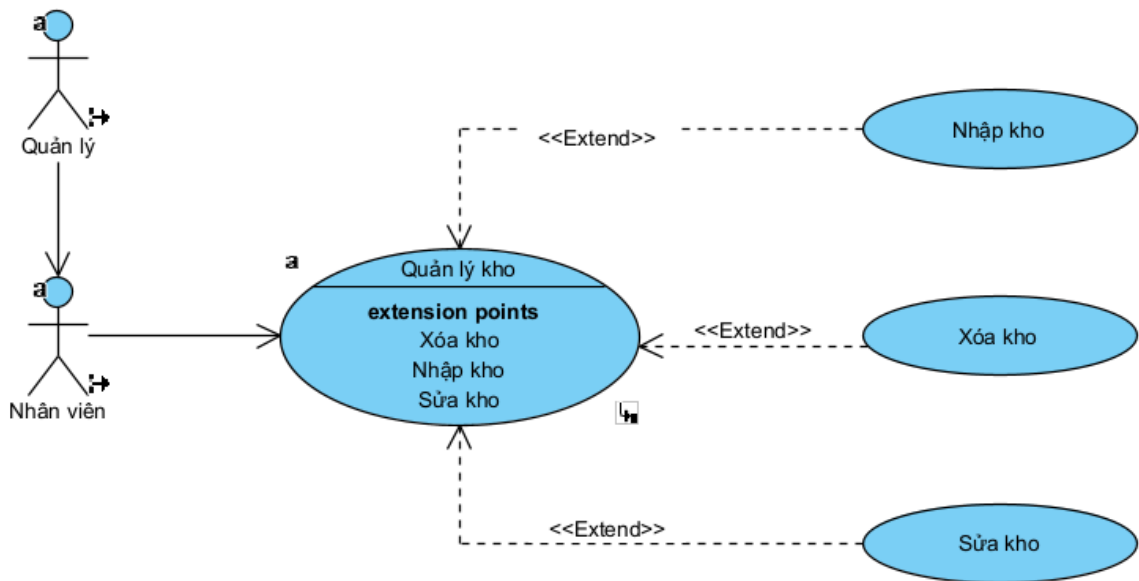 a
Quản lý
a
Nhân viên
a
Quản lý kho
extension points
Xóa kho
Nhập kho
Sửa kho
<<Extend>>
Nhập kho
<<Extend>>
Xóa kho
<<Extend>>
Sửa kho